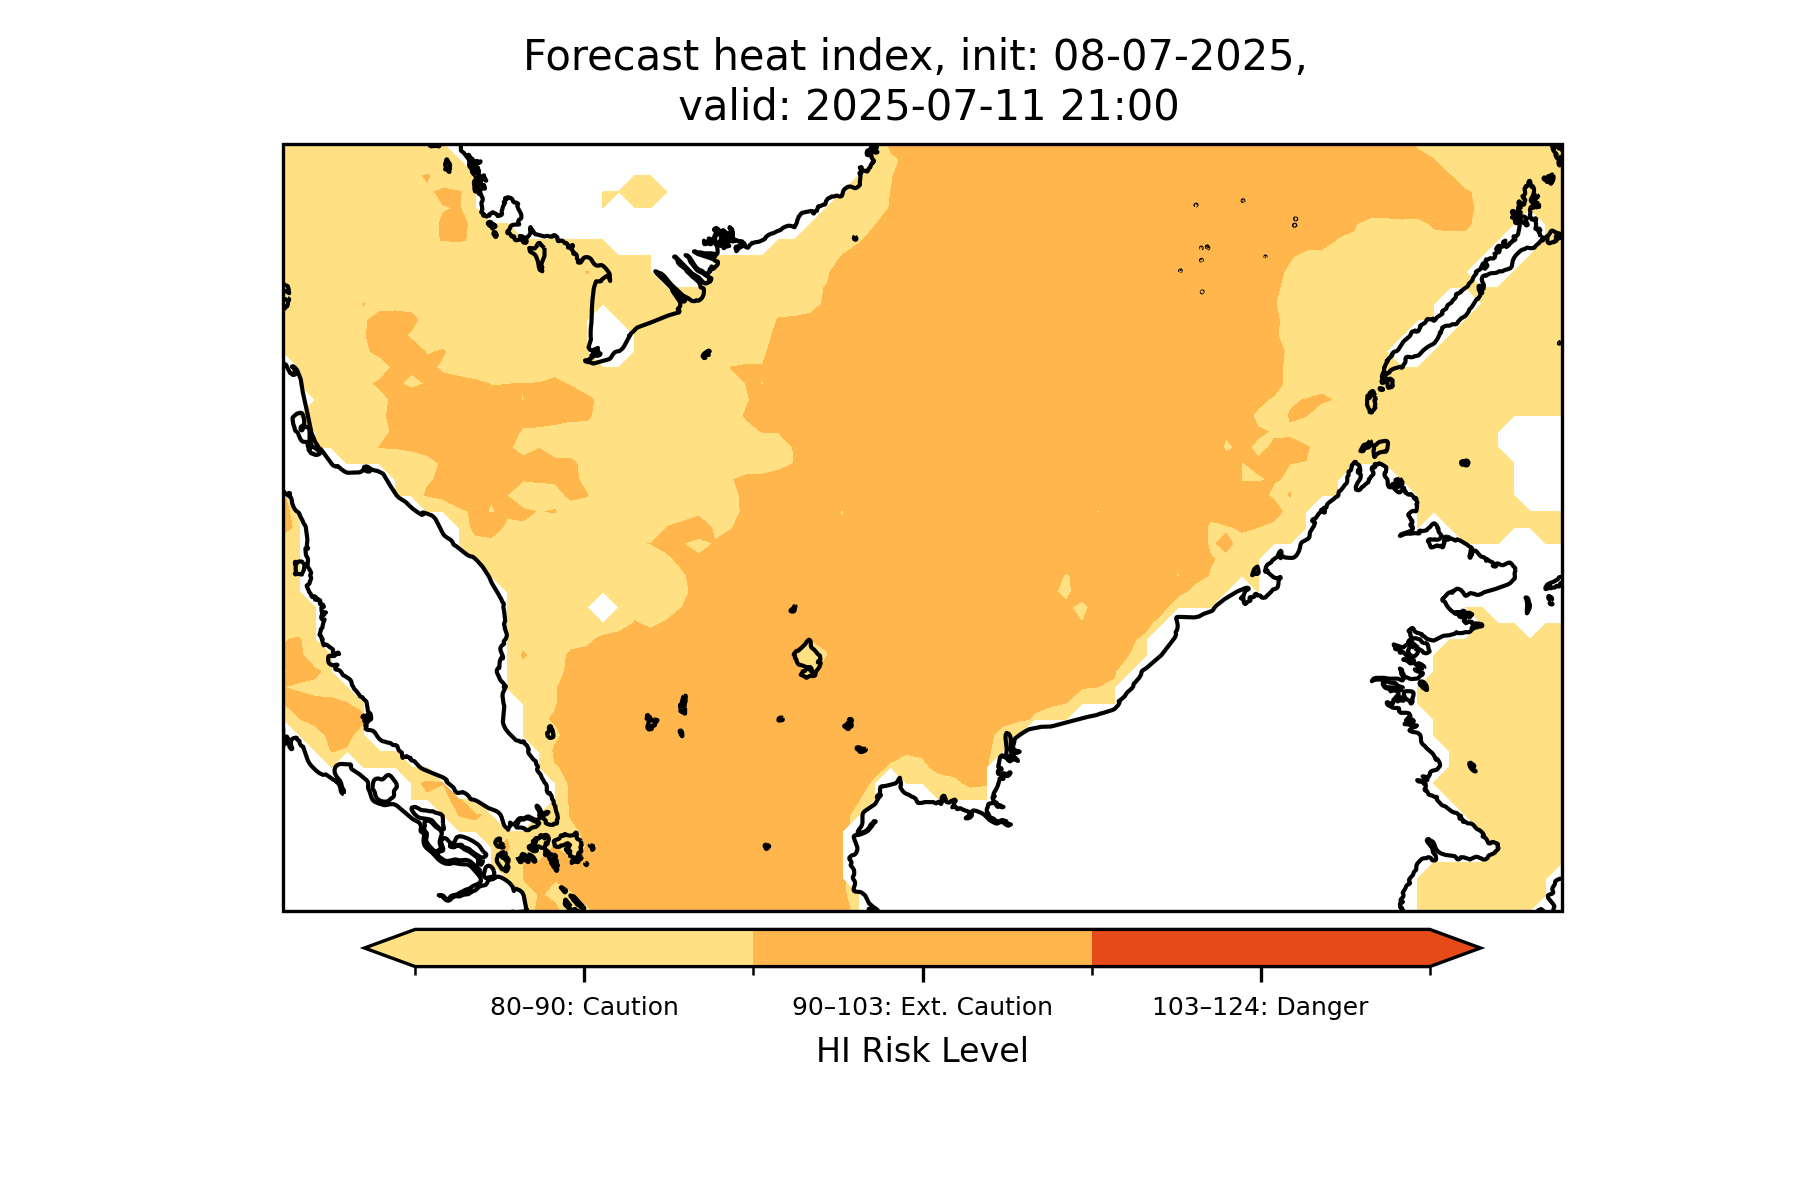 Forecast heat index, init: 08-07-2025,
valid: 2025-07-11 21:00
80–90: Caution
90–103: Ext. Caution
103–124: Danger
HI Risk Level